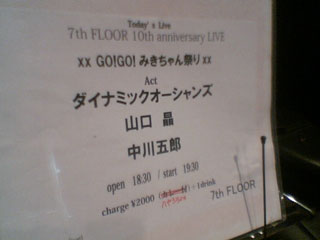 Today's Live
7th FLOOR 10th anniversary LIVE
xx GO!GO! みきちゃん祭り xx
Act
ダイナミックオーシャンズ
山口 晶
中川五郎
open 18:30 / start 19:30
charge ¥2000 +1drink
7th FLOOR